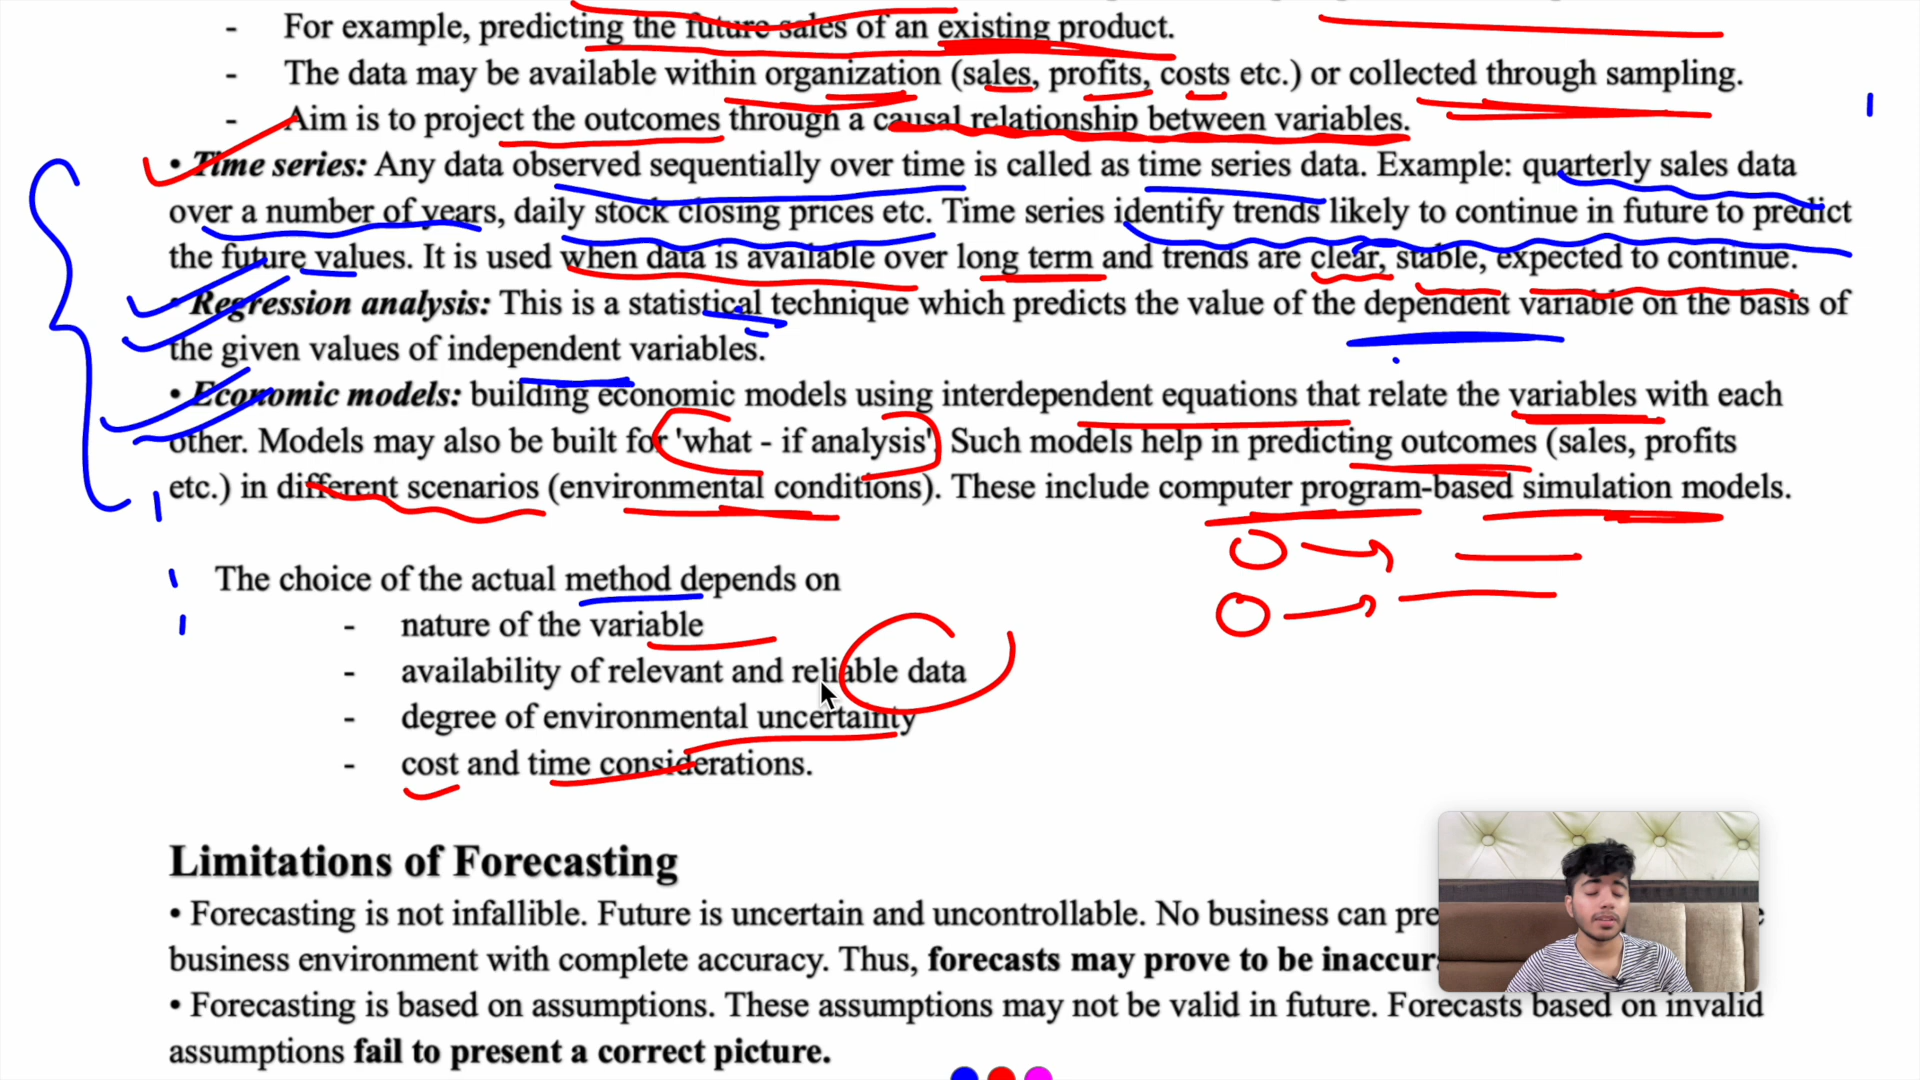 - For example, predicting the future sales of an existing product.
- The data may be available within organization (sales, profits, costs etc.) or collected through sampling.
- Aim is to project the outcomes through a causal relationship between variables.
• Time series: Any data observed sequentially over time is called as time series data. Example: quarterly sales data
over a number of years, daily stock closing prices etc. Time series identify trends likely to continue in future to predict
the future values. It is used when data is available over long term and trends are clear, stable, expected to continue.
• Regression analysis: This is a statistical technique which predicts the value of the dependent variable on the basis of
the given values of independent variables.
• Economic models: building economic models using interdependent equations that relate the variables with each
other. Models may also be built for 'what - if analysis'. Such models help in predicting outcomes (sales, profits
etc.) in different scenarios (environmental conditions). These include computer program-based simulation models.
The choice of the actual method depends on
- nature of the variable
- availability of relevant and reliable data
- degree of environmental uncertainty
- cost and time considerations.
Limitations of Forecasting
• Forecasting is not infallible. Future is uncertain and uncontrollable. No business can
business environment with complete accuracy. Thus, forecasts may prove to be
• Forecasting is based on assumptions. These assumptions may not be valid in future. Forecasts based on invalid
assumptions fail to present a correct picture.